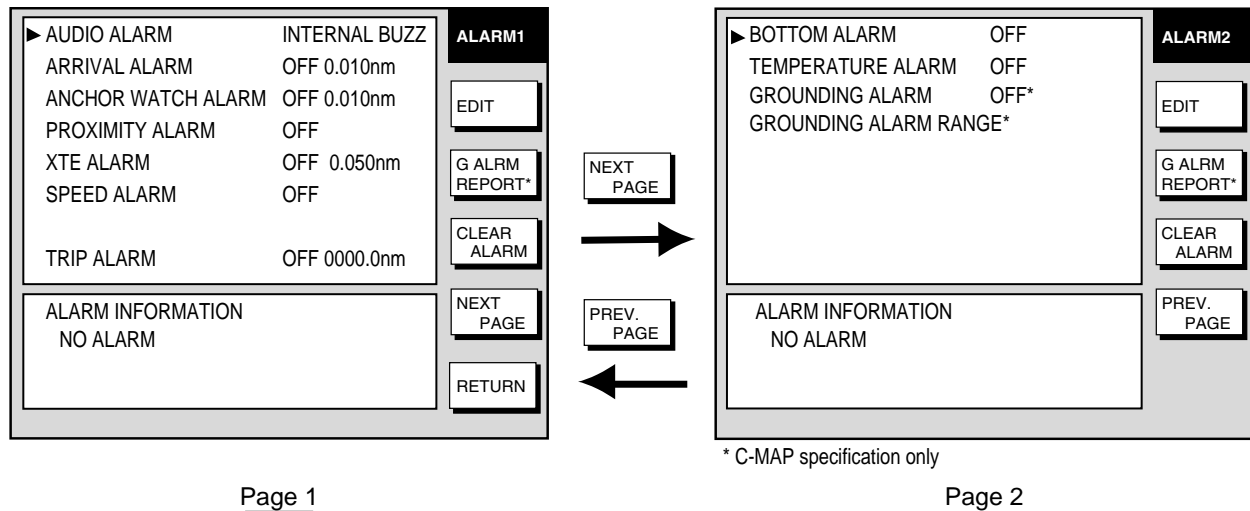 ▶ AUDIO ALARM INTERNAL BUZZ
ARRIVAL ALARM OFF 0.010nm
ANCHOR WATCH ALARM OFF 0.010nm
PROXIMITY ALARM OFF
XTE ALARM OFF 0.050nm
SPEED ALARM OFF
TRIP ALARM OFF 0000.0nm
ALARM INFORMATION
NO ALARM
ALARM1
EDIT
G ALRM
REPORT*
CLEAR
ALARM
NEXT
PAGE
RETURN
NEXT
PAGE
PREV.
PAGE
▶ BOTTOM ALARM OFF
TEMPERATURE ALARM OFF
GROUNDING ALARM OFF*
GROUNDING ALARM RANGE*
ALARM INFORMATION
NO ALARM
ALARM2
EDIT
G ALRM
REPORT*
CLEAR
ALARM
PREV.
PAGE
* C-MAP specification only
Page 1
Page 2